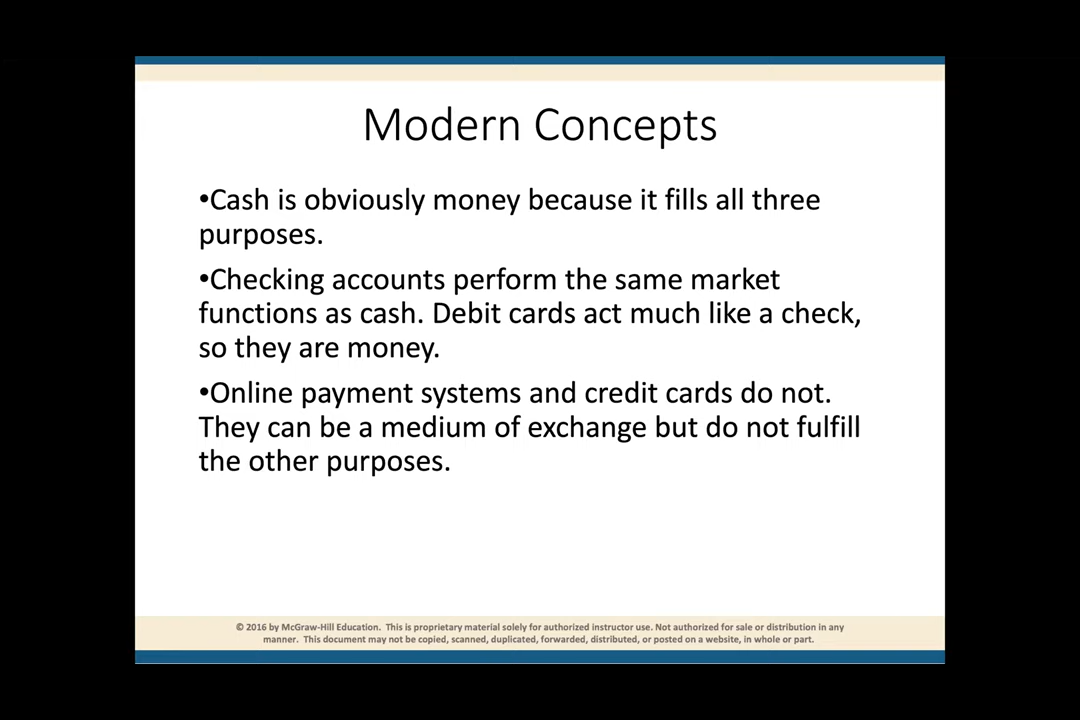 Modern Concepts
•Cash is obviously money because it fills all three
purposes.
•Checking accounts perform the same market
functions as cash. Debit cards act much like a check,
so they are money.
•Online payment systems and credit cards do not.
They can be a medium of exchange but do not fulfill
the other purposes.
© 2016 by McGraw-Hill Education. This is proprietary material solely for authorized instructor use. Not authorized for sale or distribution in any
manner. This document may not be copied, scanned, duplicated, forwarded, distributed, or posted on a website, in whole or part.